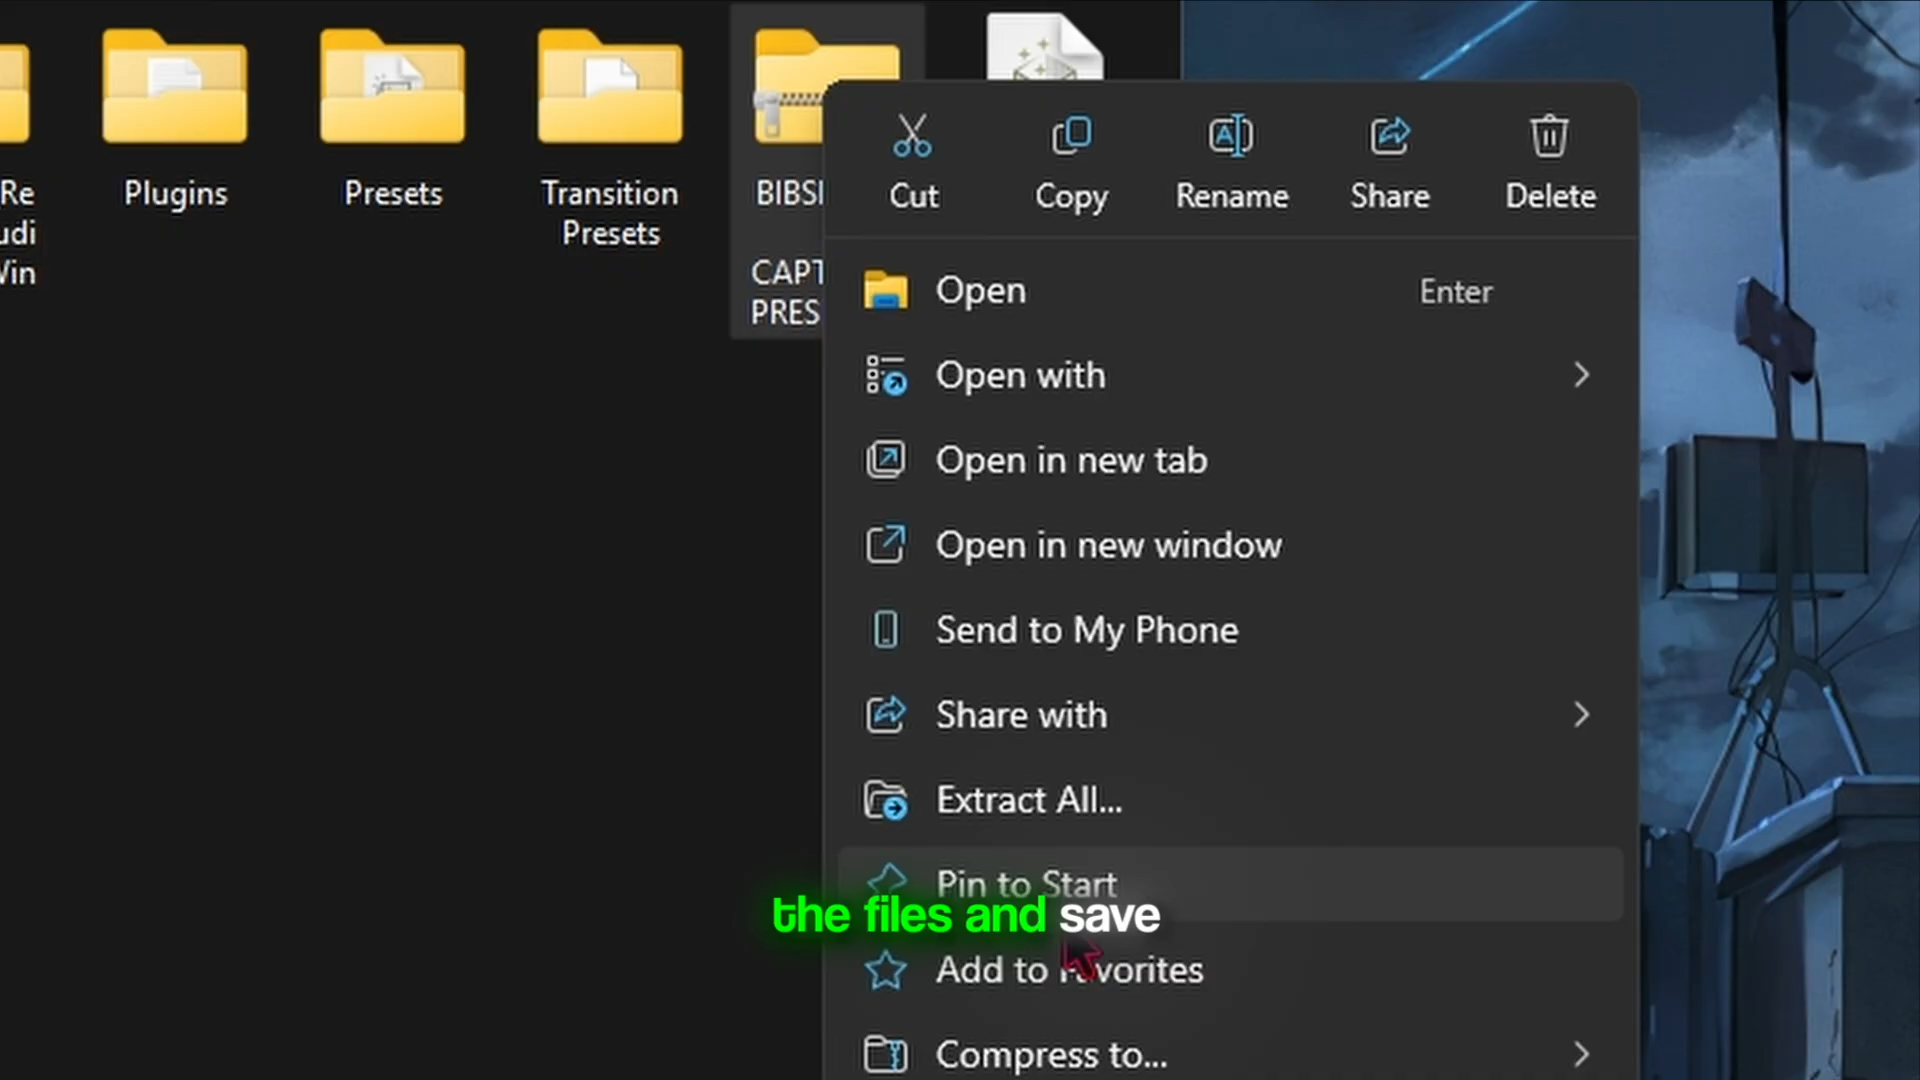 Re
udi
Win
Plugins
Presets
Transition
Presets
BIBSI
CAPT
PRES
Cut
Copy
Rename
Share
Delete
Open
Enter
Open with
Open in new tab
Open in new window
Send to My Phone
Share with
Extract All...
Pin to Start
the files and save
Add to Favorites
Compress to...